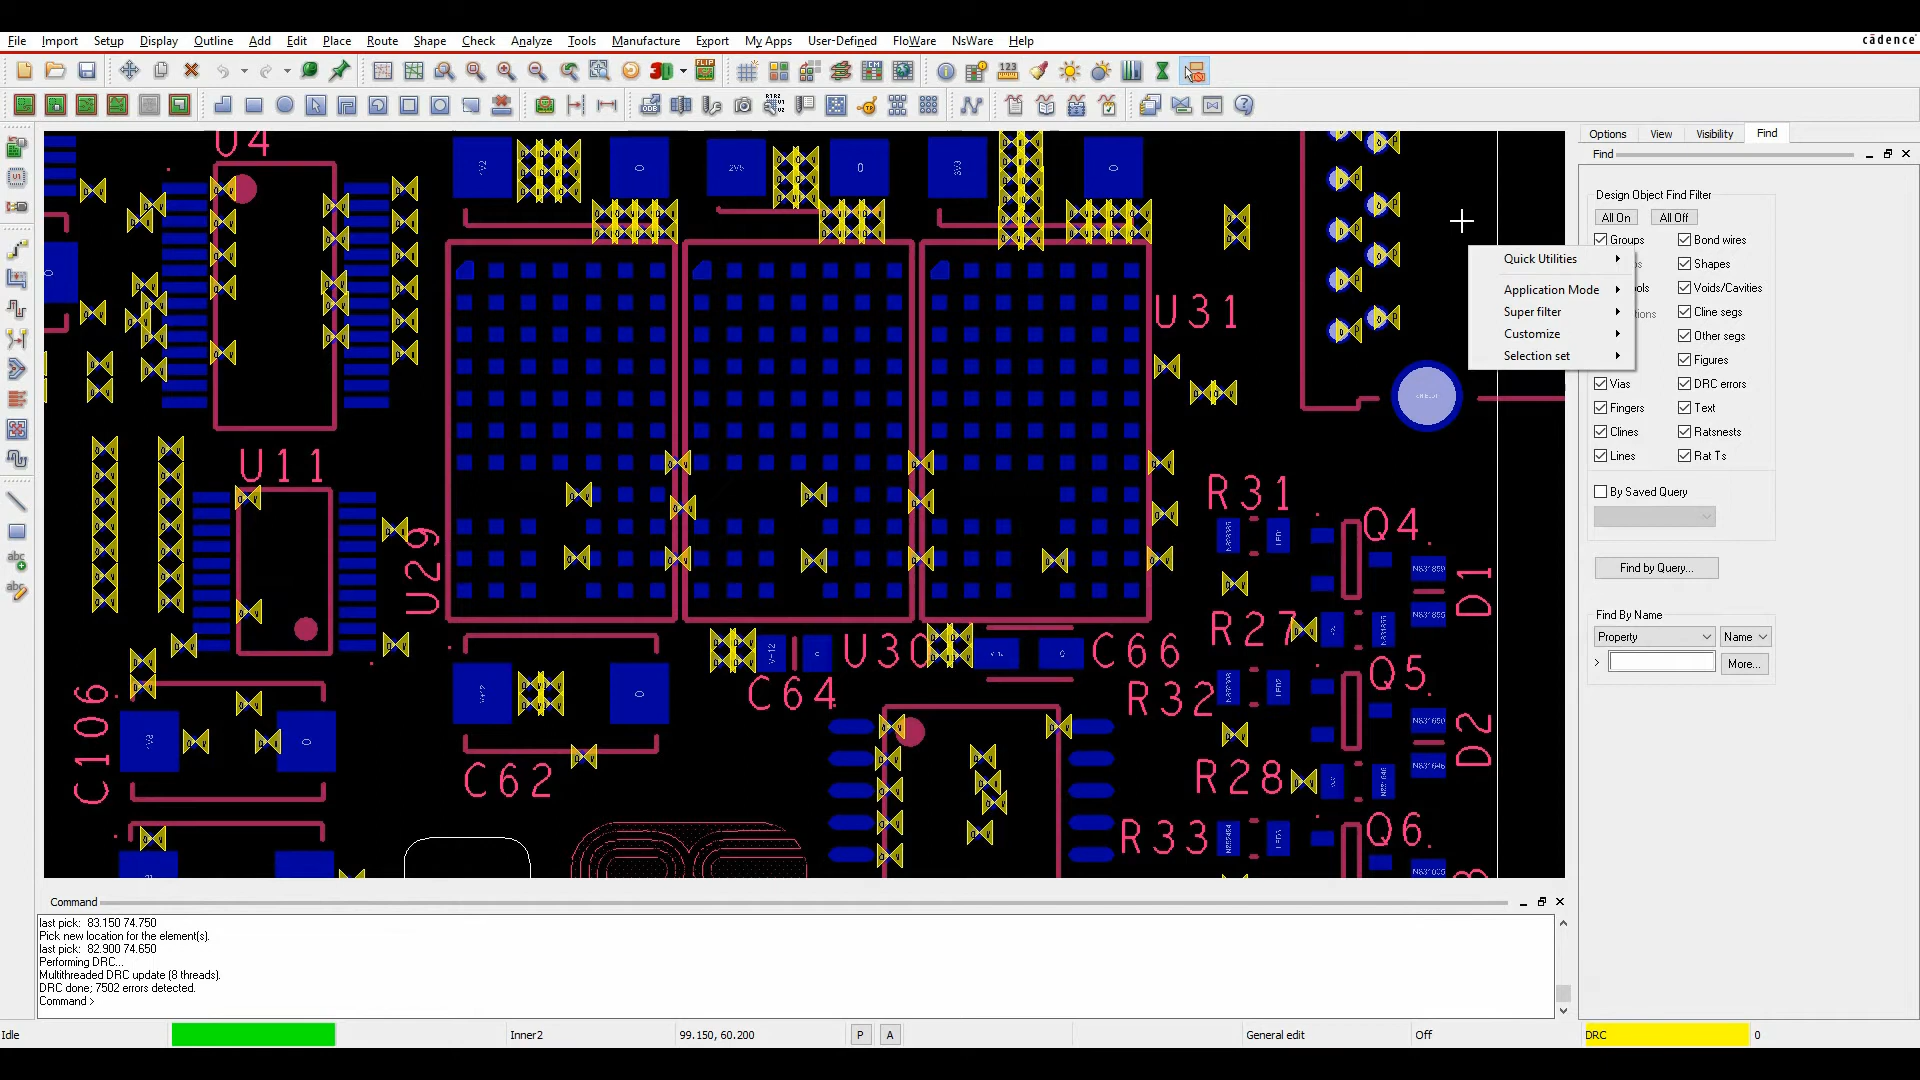 File Import Setup Display Outline Add Edit Place Route Shape Check Analyze Tools Manufacture Export My Apps User-Defined FloWare NsWare Help
cādence
3D FLIP CM 123
Options View Visibility Find
Find
Design Object Find Filter
All On All Off
Groups Bond wires
Shapes
Voids/Cavities
Cline segs
Other segs
Figures
Vias DRC errors
Fingers Text
Clines Ratsnests
Lines Rat Ts
By Saved Query
Find by Query...
Find By Name
Property Name
> More...
Quick Utilities
Application Mode
Super filter
Customize
Selection set
U4
U31
U11
U29
R31
Q4
D1
R27
U30
C66
C64
R32
Q5
D2
C106
C62
R28
R33
Q6
Command
last pick: 83.150 74.750
Pick new location for the element(s).
last pick: 82.900 74.650
Performing DRC...
Multithreaded DRC update (8 threads).
DRC done; 7502 errors detected.
Command >
Idle Inner2 99.150, 60.200 P A General edit Off DRC 0